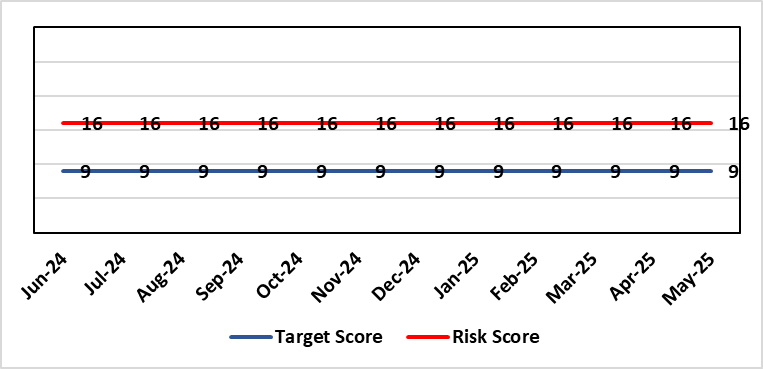 16 16 16 16 16 16 16 16 16 16 16 16
9 9 9 9 9 9 9 9 9 9 9 9
Jun-24 Jul-24 Aug-24 Sep-24 Oct-24 Nov-24 Dec-24 Jan-25 Feb-25 Mar-25 Apr-25 May-25
Target Score Risk Score